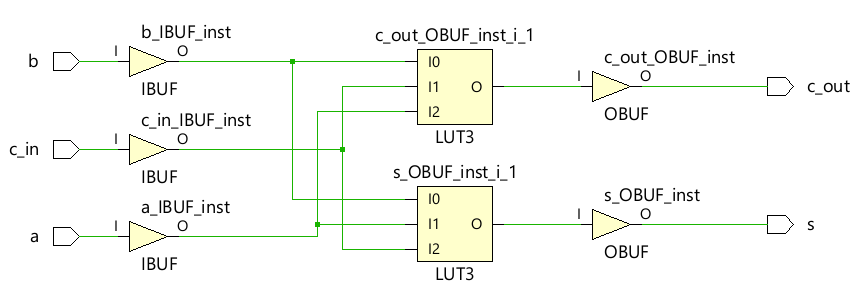 b_IBUF_inst
b
I
O
IBUF
c_out_OBUF_inst_i_1
I0
I1
I2
O
LUT3
c_out_OBUF_inst
I
O
OBUF
c_out
c_in_IBUF_inst
c_in
I
O
IBUF
s_OBUF_inst_i_1
I0
I1
I2
O
LUT3
s_OBUF_inst
I
O
OBUF
s
a_IBUF_inst
a
I
O
IBUF